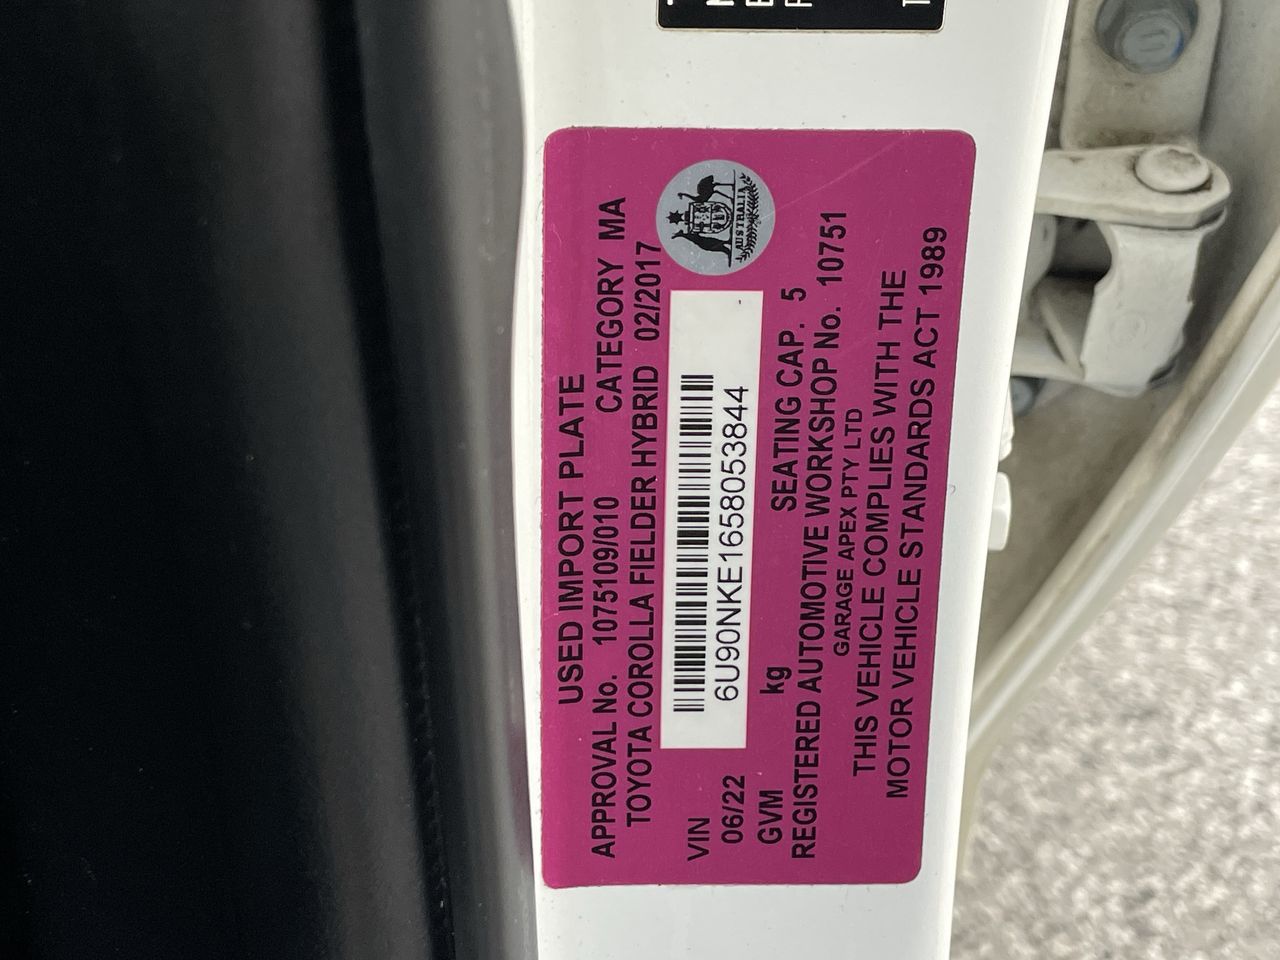 USED IMPORT PLATE
APPROVAL No. 1075109/010 CATEGORY MA
TOYOTA COROLLA FIELDER HYBRID 02/2017
AUSTRALIA
VIN
6U90NKE1658053844
06/22
GVM kg SEATING CAP. 5
REGISTERED AUTOMOTIVE WORKSHOP No. 10751
GARAGE APEX PTY LTD
THIS VEHICLE COMPLIES WITH THE
MOTOR VEHICLE STANDARDS ACT 1989